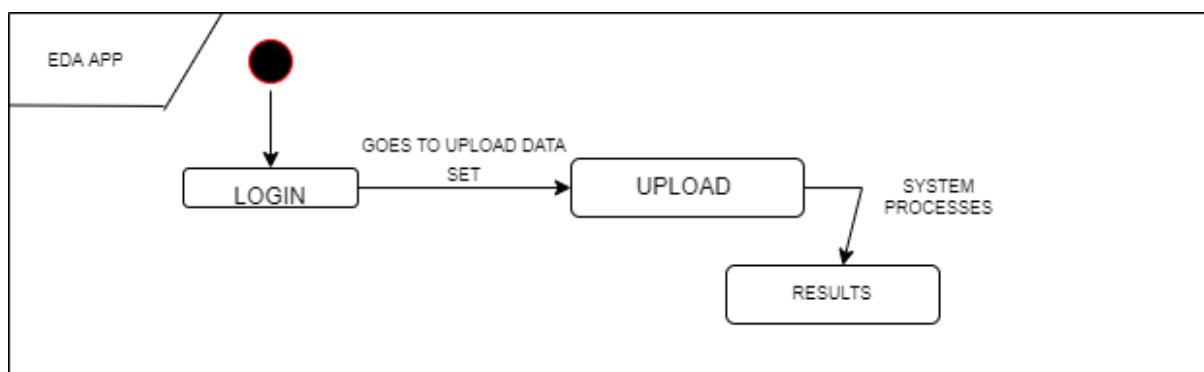 EDA APP
GOES TO UPLOAD DATA
SET
LOGIN
UPLOAD
SYSTEM
PROCESSES
RESULTS